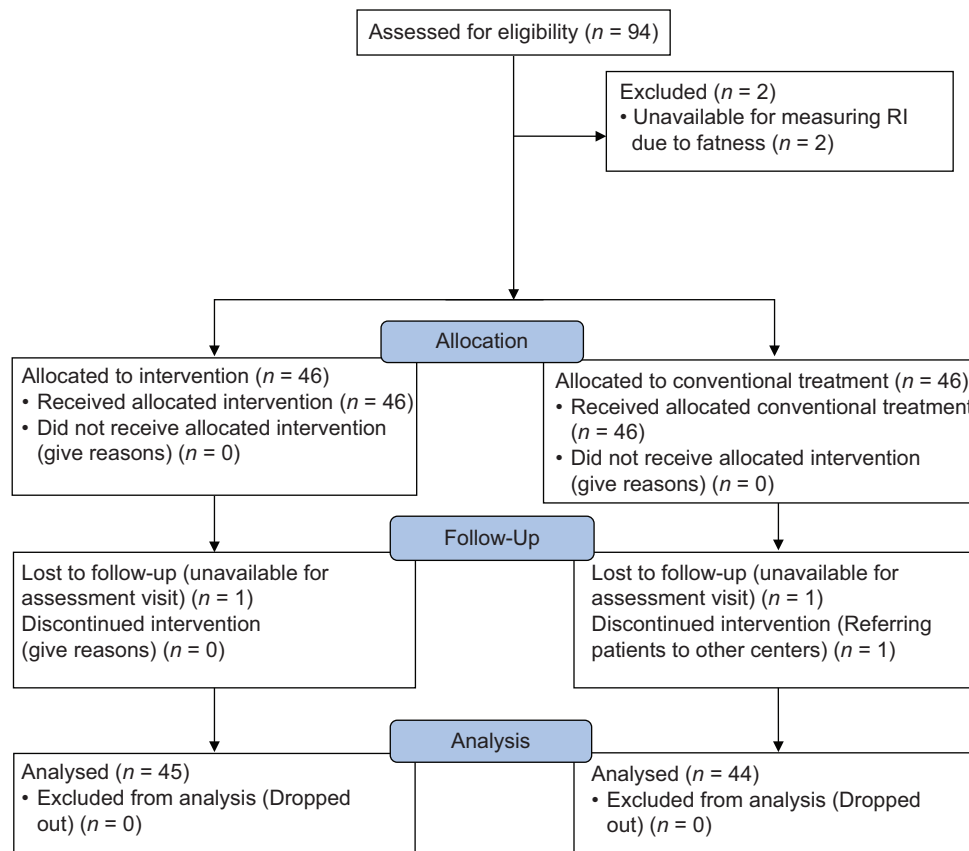 Assessed for eligibility (n = 94)
Excluded (n = 2)
• Unavailable for measuring RI
due to fatness (n = 2)
Allocation
Allocated to intervention (n = 46)
• Received allocated intervention (n = 46)
• Did not receive allocated intervention
(give reasons) (n = 0)
Allocated to conventional treatment (n = 46)
• Received allocated conventional treatment
(n = 46)
• Did not receive allocated intervention
(give reasons) (n = 0)
Follow-Up
Lost to follow-up (unavailable for
assessment visit) (n = 1)
Discontinued intervention
(give reasons) (n = 0)
Lost to follow-up (unavailable for
assessment visit) (n = 1)
Discontinued intervention (Referring
patients to other centers) (n = 1)
Analysis
Analysed (n = 45)
• Excluded from analysis (Dropped
out) (n = 0)
Analysed (n = 44)
• Excluded from analysis (Dropped
out) (n = 0)